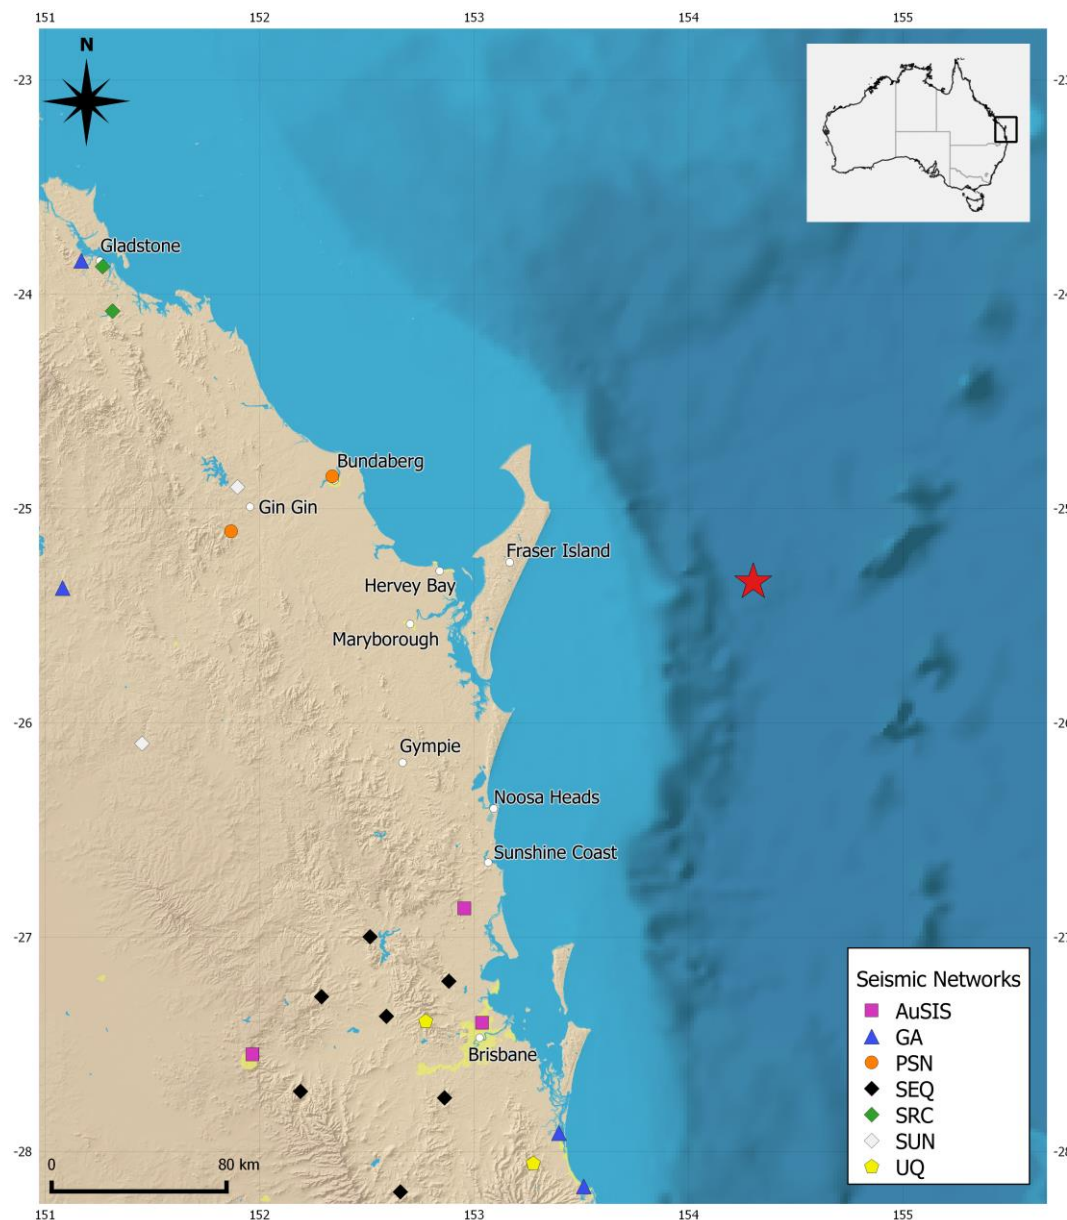 151 152 153 154 155
N
-23
Gladstone
-24 -24
Bundaberg
Gin Gin
-25 -25
Fraser Island
Hervey Bay
Maryborough
-26 -26
Gympie
Noosa Heads
Sunshine Coast
-27
Seismic Networks
AuSIS
GA
PSN
SEQ
SRC
SUN
UQ
Brisbane
-28 -28
0 80 km
151 152 153 154 155